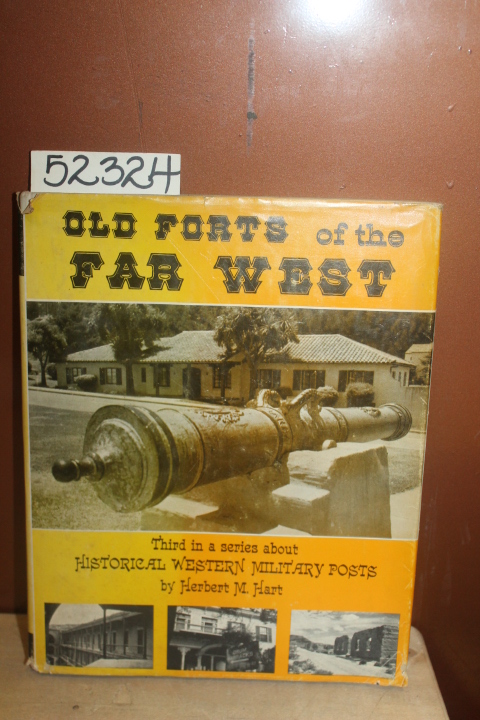 52324
OLD FORTS of the
FAR WEST
Third in a series about
HISTORICAL WESTERN MILITARY POSTS
by Herbert M. Hart